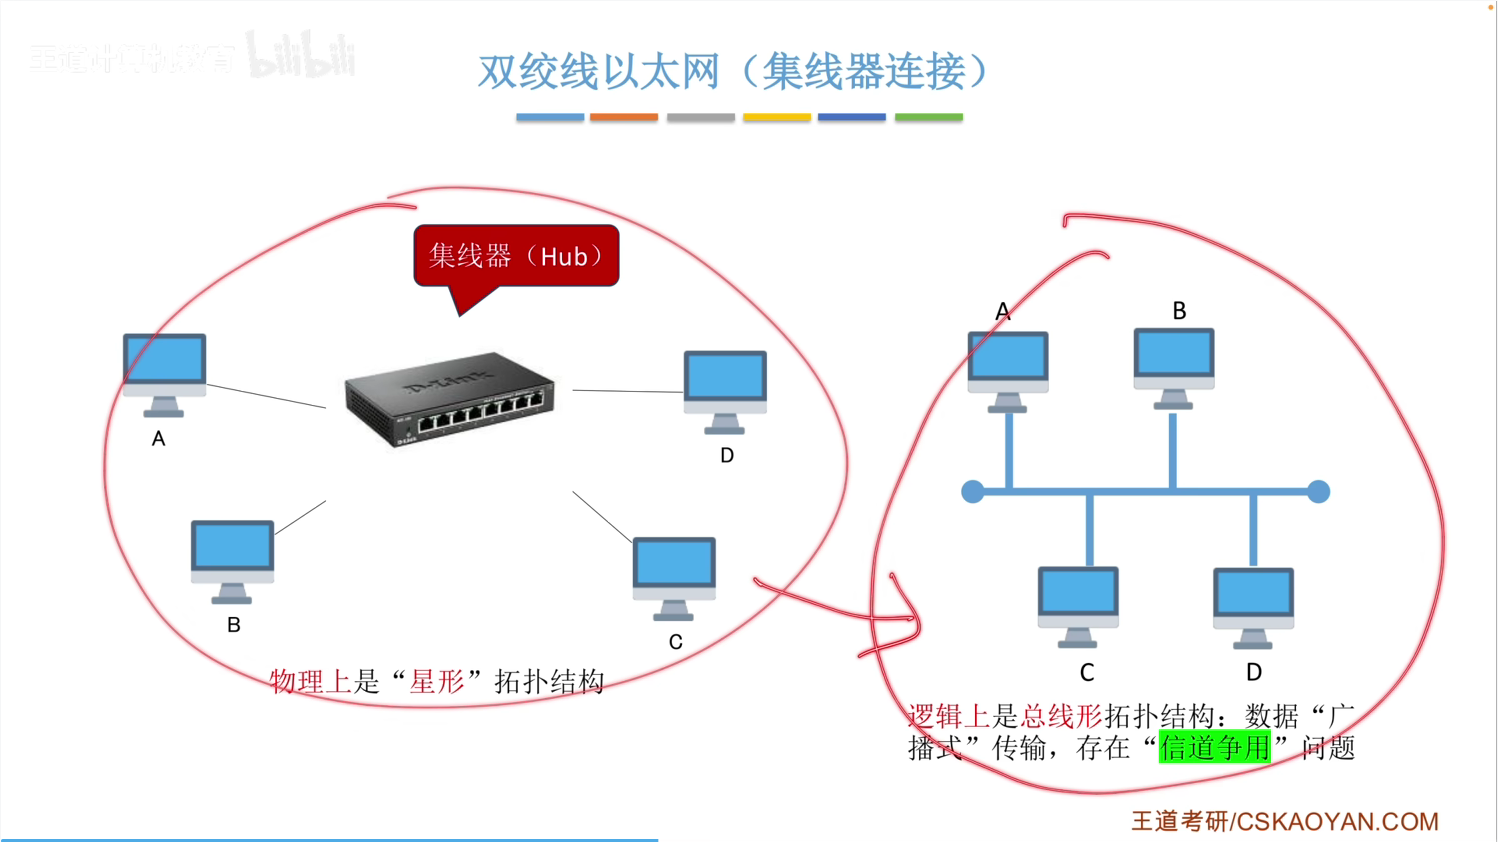 王道计算机教育 bilibili
双绞线以太网（集线器连接）
集线器（Hub）
D-Link
D-Link
A
B
C
D
物理上是“星形”拓扑结构
A
B
C
D
逻辑上是总线形拓扑结构：数据“广
播式”传输，存在“信道争用”问题
王道考研/CSKAOYAN.COM